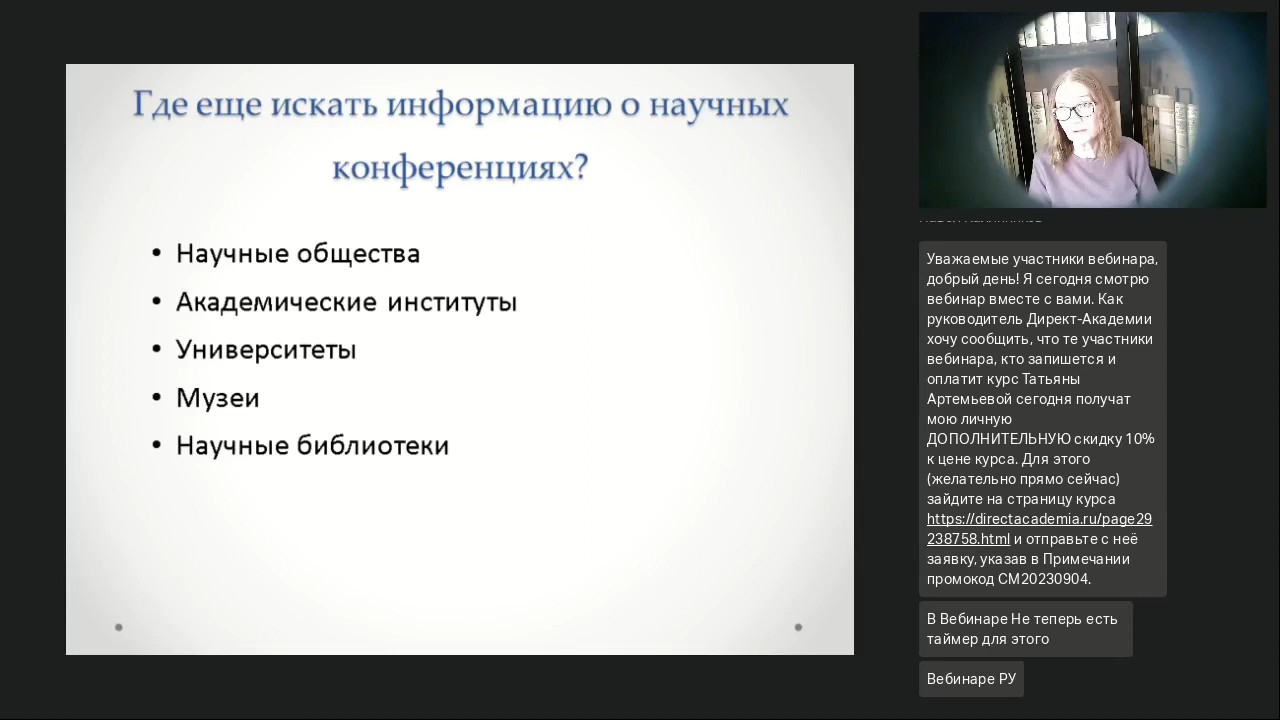 Где еще искать информацию о научных
конференциях?
• Научные общества
• Академические институты
• Университеты
• Музеи
• Научные библиотеки
Уважаемые участники вебинара,
добрый день! Я сегодня смотрю
вебинар вместе с вами. Как
руководитель Директ-Академии
хочу сообщить, что те участники
вебинара, кто запишется и
оплатит курс Татьяны
Артемьевой сегодня получат
мою личную
ДОПОЛНИТЕЛЬНУЮ скидку 10%
к цене курса. Для этого
(желательно прямо сейчас)
зайдите на страницу курса
https://directacademia.ru/page29
238758.html и отправьте с неё
заявку, указав в Примечании
промокод СМ20230904.
В Вебинаре Не теперь есть
таймер для этого
Вебинаре РУ